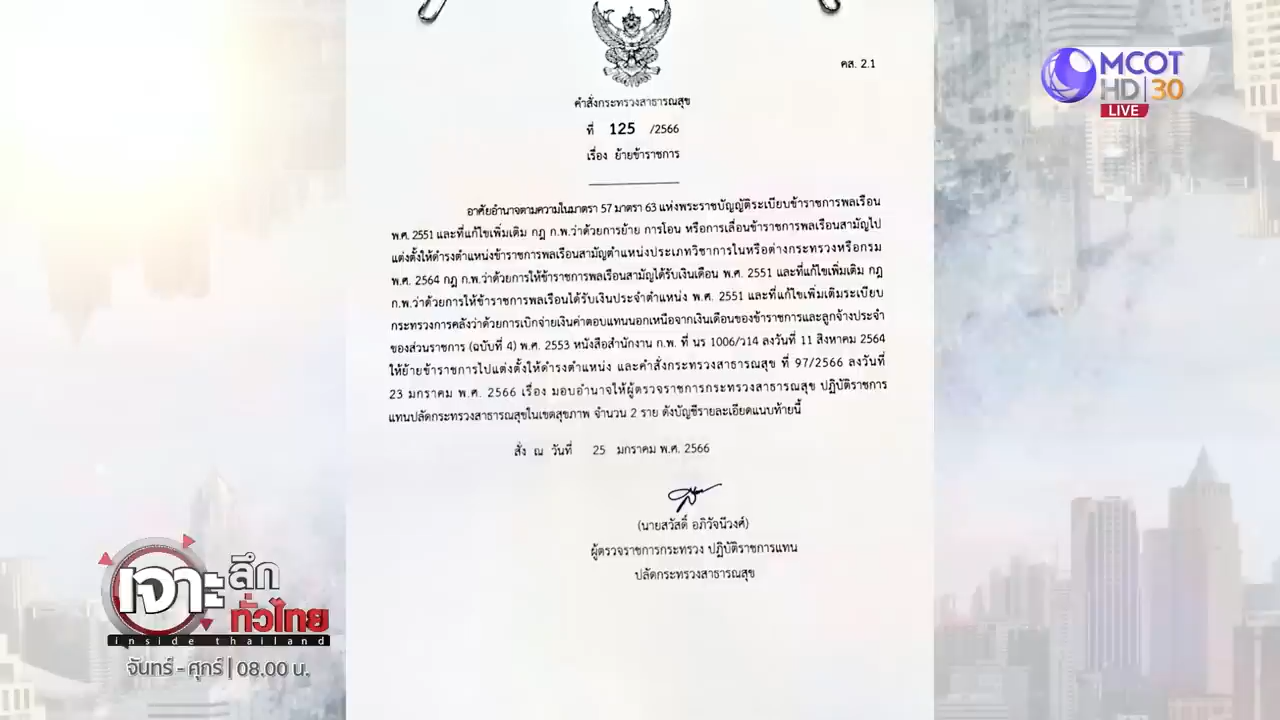 คส. 2.1
คำสั่งกระทรวงสาธารณสุข
ที่ 125 /2566
เรื่อง ย้ายข้าราชการ
อาศัยอำนาจตามความในมาตรา 57 มาตรา 63 แห่งพระราชบัญญัติระเบียบข้าราชการพลเรือน
พ.ศ. 2551 และที่แก้ไขเพิ่มเติม กฎ ก.พ.ว่าด้วยการย้าย การโอน หรือการเลื่อนข้าราชการพลเรือนสามัญไป
แต่งตั้งให้ดำรงตำแหน่งข้าราชการพลเรือนสามัญตำแหน่งประเภทวิชาการในหรือต่างกระทรวงหรือกรม
พ.ศ. 2564 กฎ ก.พ.ว่าด้วยการให้ข้าราชการพลเรือนสามัญได้รับเงินเดือน พ.ศ. 2551 และที่แก้ไขเพิ่มเติม กฎ
ก.พ.ว่าด้วยการให้ข้าราชการพลเรือนได้รับเงินประจำตำแหน่ง พ.ศ. 2551 และที่แก้ไขเพิ่มเติมระเบียบ
กระทรวงการคลังว่าด้วยการเบิกจ่ายเงินค่าตอบแทนนอกเหนือจากเงินเดือนของข้าราชการและลูกจ้างประจำ
ของส่วนราชการ (ฉบับที่ 4) พ.ศ. 2553 หนังสือสำนักงาน ก.พ. ที่ นร 1006/ว14 ลงวันที่ 11 สิงหาคม 2564
ให้ย้ายข้าราชการไปแต่งตั้งให้ดำรงตำแหน่ง และคำสั่งกระทรวงสาธารณสุข ที่ 97/2566 ลงวันที่
23 มกราคม พ.ศ. 2566 เรื่อง มอบอำนาจให้ผู้ตรวจราชการกระทรวงสาธารณสุข ปฏิบัติราชการ
แทนปลัดกระทรวงสาธารณสุขในเขตสุขภาพ จำนวน 2 ราย ดังบัญชีรายละเอียดแนบท้ายนี้
สั่ง ณ วันที่ 25 มกราคม พ.ศ. 2566
(นายสวัสดิ์ อภิวัจนีวงศ์)
ผู้ตรวจราชการกระทรวง ปฏิบัติราชการแทน
ปลัดกระทรวงสาธารณสุข
MCOT
HD 30
LIVE
เจาะลึก
ทั่วไทย
inside thailand
จันทร์ - ศุกร์ | 08.00 น.